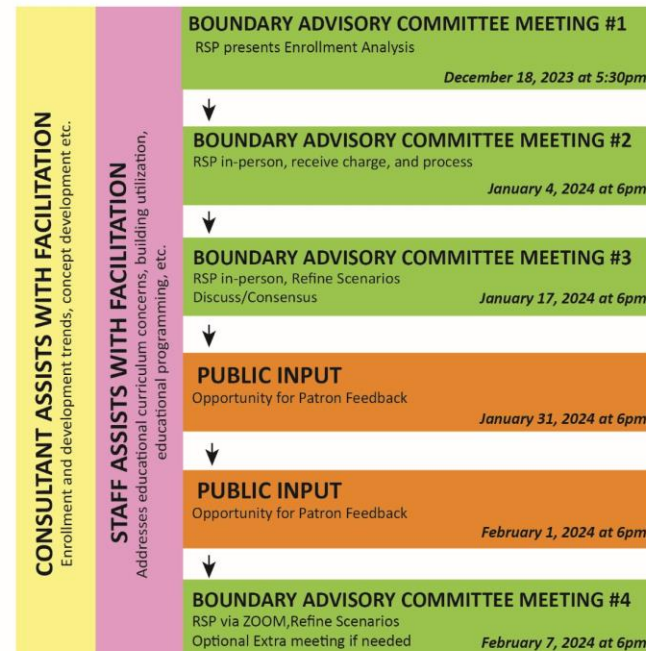 CONSULTANT ASSISTS WITH FACILITATION
Enrollment and development trends, concept development etc.
STAFF ASSISTS WITH FACILITATION
Addresses educational curriculum concerns, building utilization,
educational programming, etc.
BOUNDARY ADVISORY COMMITTEE MEETING #1
RSP presents Enrollment Analysis
December 18, 2023 at 5:30pm
BOUNDARY ADVISORY COMMITTEE MEETING #2
RSP in-person, receive charge, and process
January 4, 2024 at 6pm
BOUNDARY ADVISORY COMMITTEE MEETING #3
RSP in-person, Refine Scenarios
Discuss/Consensus
January 17, 2024 at 6pm
PUBLIC INPUT
Opportunity for Patron Feedback
January 31, 2024 at 6pm
PUBLIC INPUT
Opportunity for Patron Feedback
February 1, 2024 at 6pm
BOUNDARY ADVISORY COMMITTEE MEETING #4
RSP via ZOOM,Refine Scenarios
Optional Extra meeting if needed
February 7, 2024 at 6pm